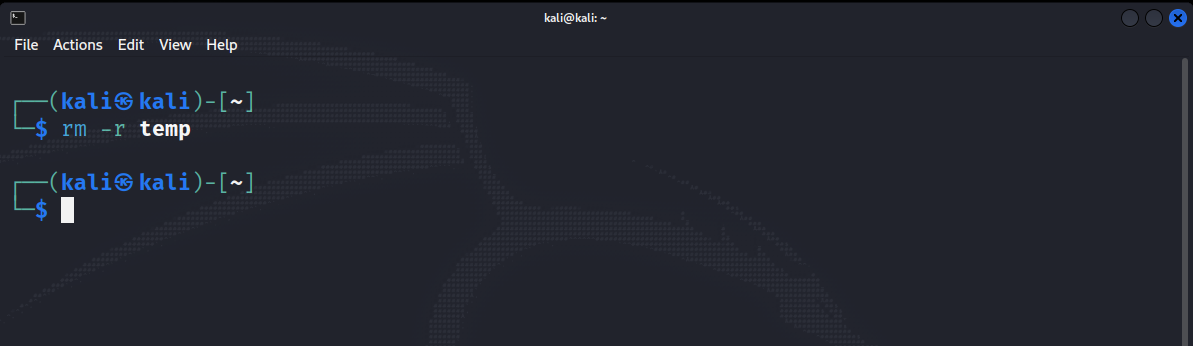 kali@kali: ~
File Actions Edit View Help
┌──(kali㉿kali)-[~]
└─$ rm -r temp
┌──(kali㉿kali)-[~]
└─$